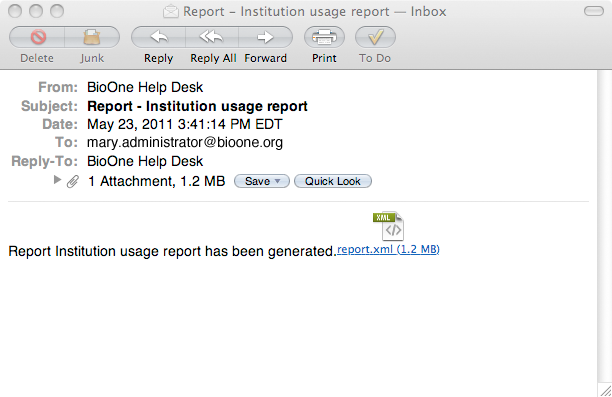 Report – Institution usage report — Inbox
Delete Junk Reply Reply All Forward Print To Do
From: BioOne Help Desk
Subject: Report - Institution usage report
Date: May 23, 2011 3:41:14 PM EDT
To: mary.administrator@bioone.org
Reply-To: BioOne Help Desk
1 Attachment, 1.2 MB Save Quick Look
XML
Report Institution usage report has been generated.report.xml (1.2 MB)